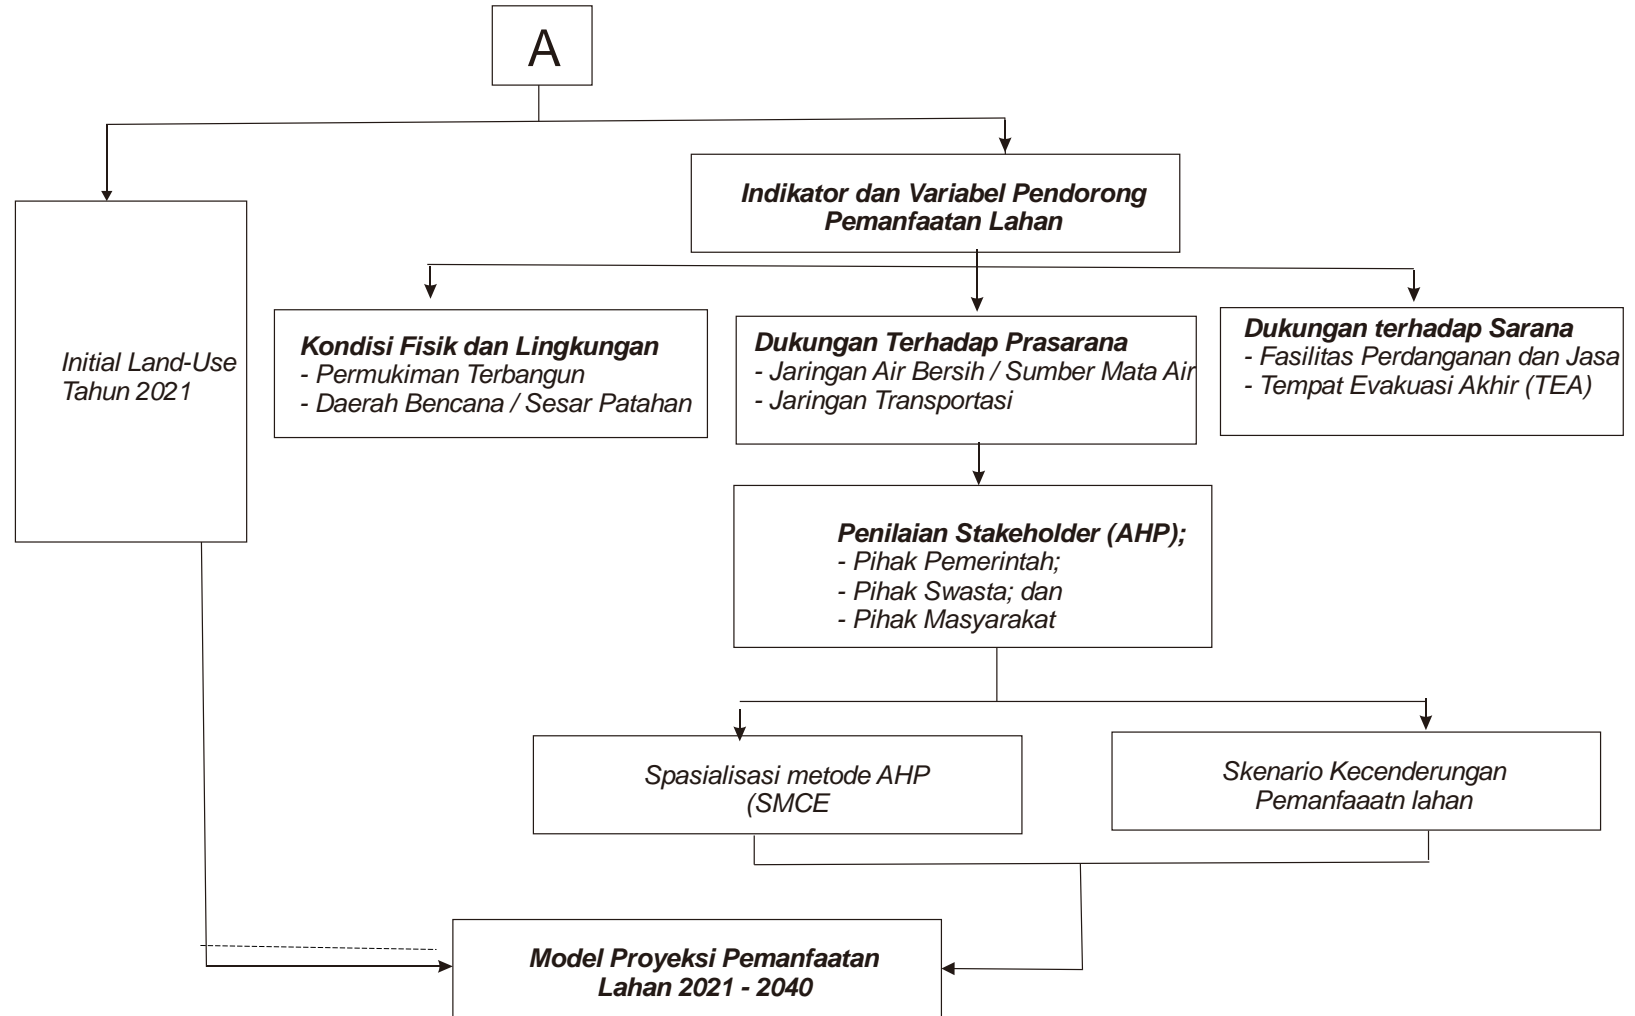 A
Indikator dan Variabel Pendorong
Pemanfaatan Lahan
Initial Land-Use
Tahun 2021
Kondisi Fisik dan Lingkungan
- Permukiman Terbangun
- Daerah Bencana / Sesar Patahan
Dukungan Terhadap Prasarana
- Jaringan Air Bersih / Sumber Mata Air
- Jaringan Transportasi
Dukungan terhadap Sarana
- Fasilitas Perdanganan dan Jasa
- Tempat Evakuasi Akhir (TEA)
Penilaian Stakeholder (AHP);
- Pihak Pemerintah;
- Pihak Swasta; dan
- Pihak Masyarakat
Spasialisasi metode AHP
(SMCE
Skenario Kecenderungan
Pemanfaaatn lahan
Model Proyeksi Pemanfaatan
Lahan 2021 - 2040